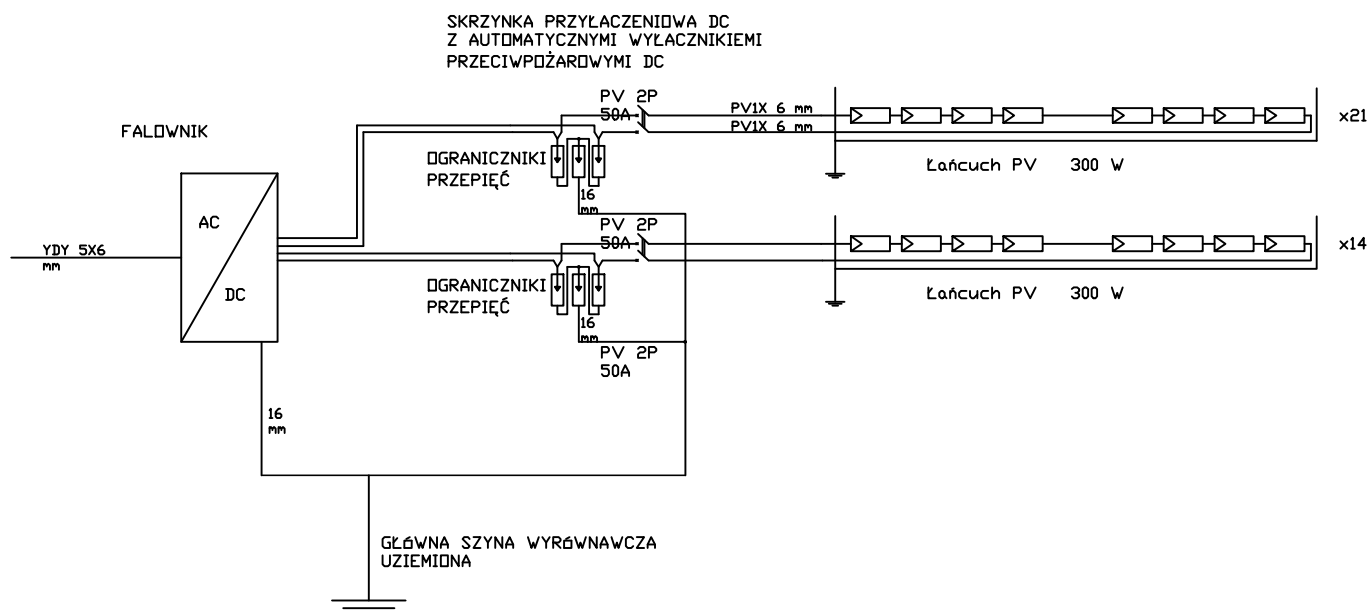 SKRZYNKA PRZYŁACZENIOWA DC
Z AUTOMATYCZNYMI WYŁACZNIKIEMI
PRZECIWPOŻAROWYMI DC
FALOWNIK
PV 2P
50A
PV1X 6 mm
PV1X 6 mm
x21
OGRANICZNIKI
PRZEPIĘĆ
Łańcuch PV 300 W
16
mm
AC
DC
YDY 5X6
mm
PV 2P
50A
x14
OGRANICZNIKI
PRZEPIĘĆ
Łańcuch PV 300 W
16
mm
PV 2P
50A
16
mm
GŁóWNA SZYNA WYRóWNAWCZA
UZIEMIONA